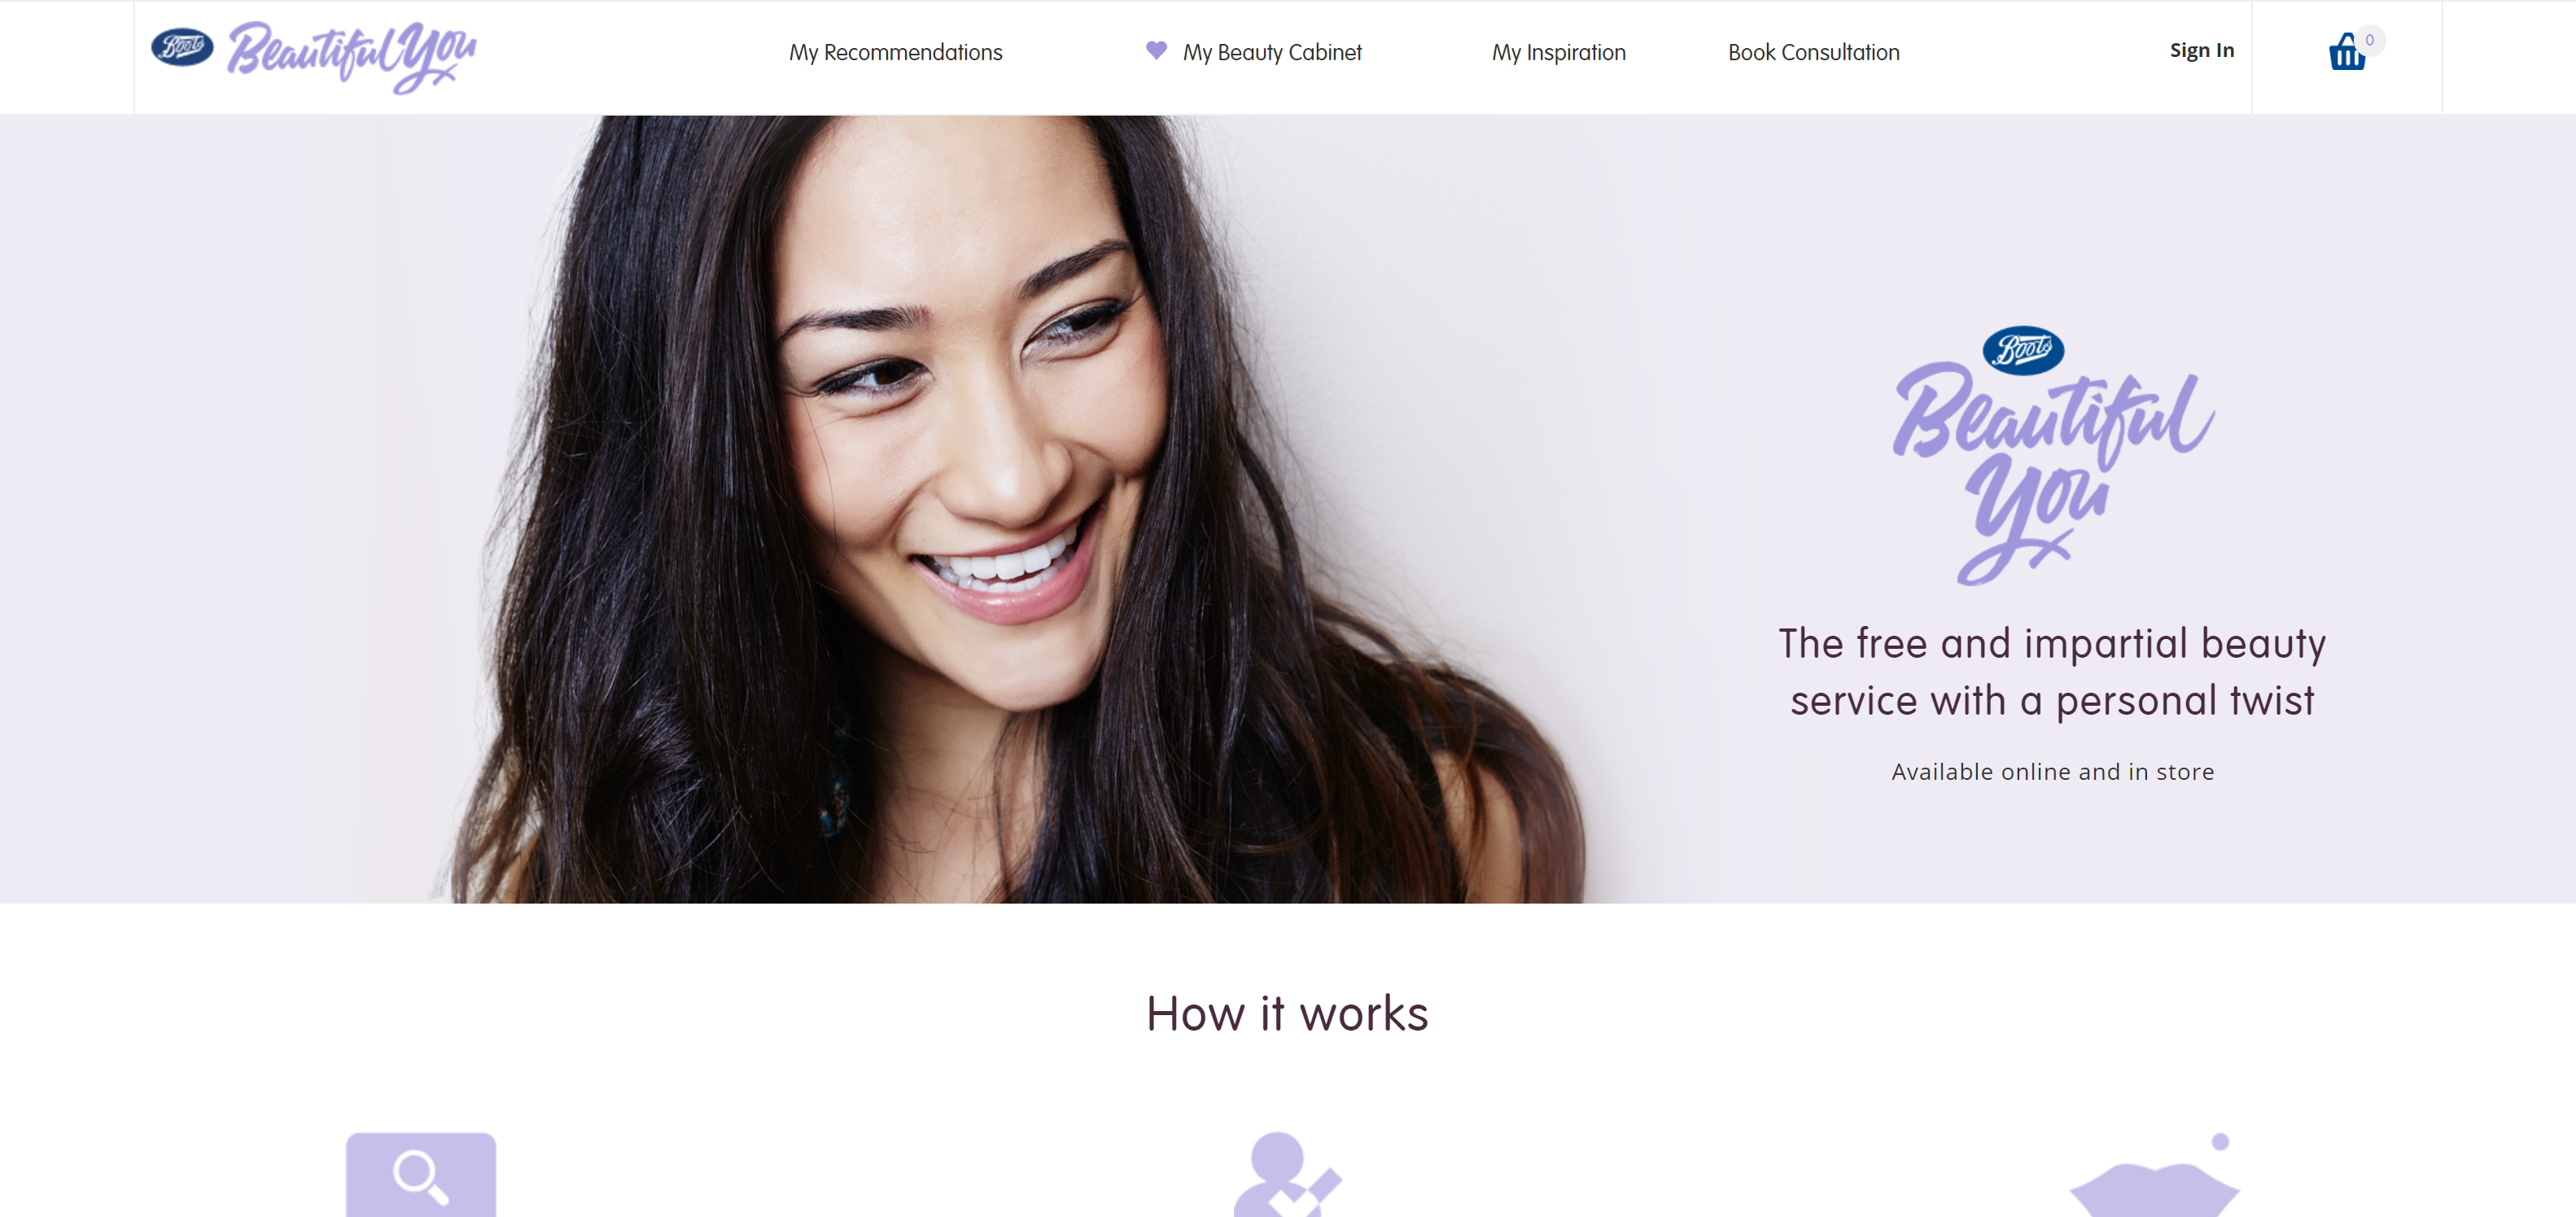 Boots Beautiful You
My Recommendations
My Beauty Cabinet
My Inspiration
Book Consultation
Sign In
0
Boots
Beautiful
You
The free and impartial beauty
service with a personal twist
Available online and in store
How it works